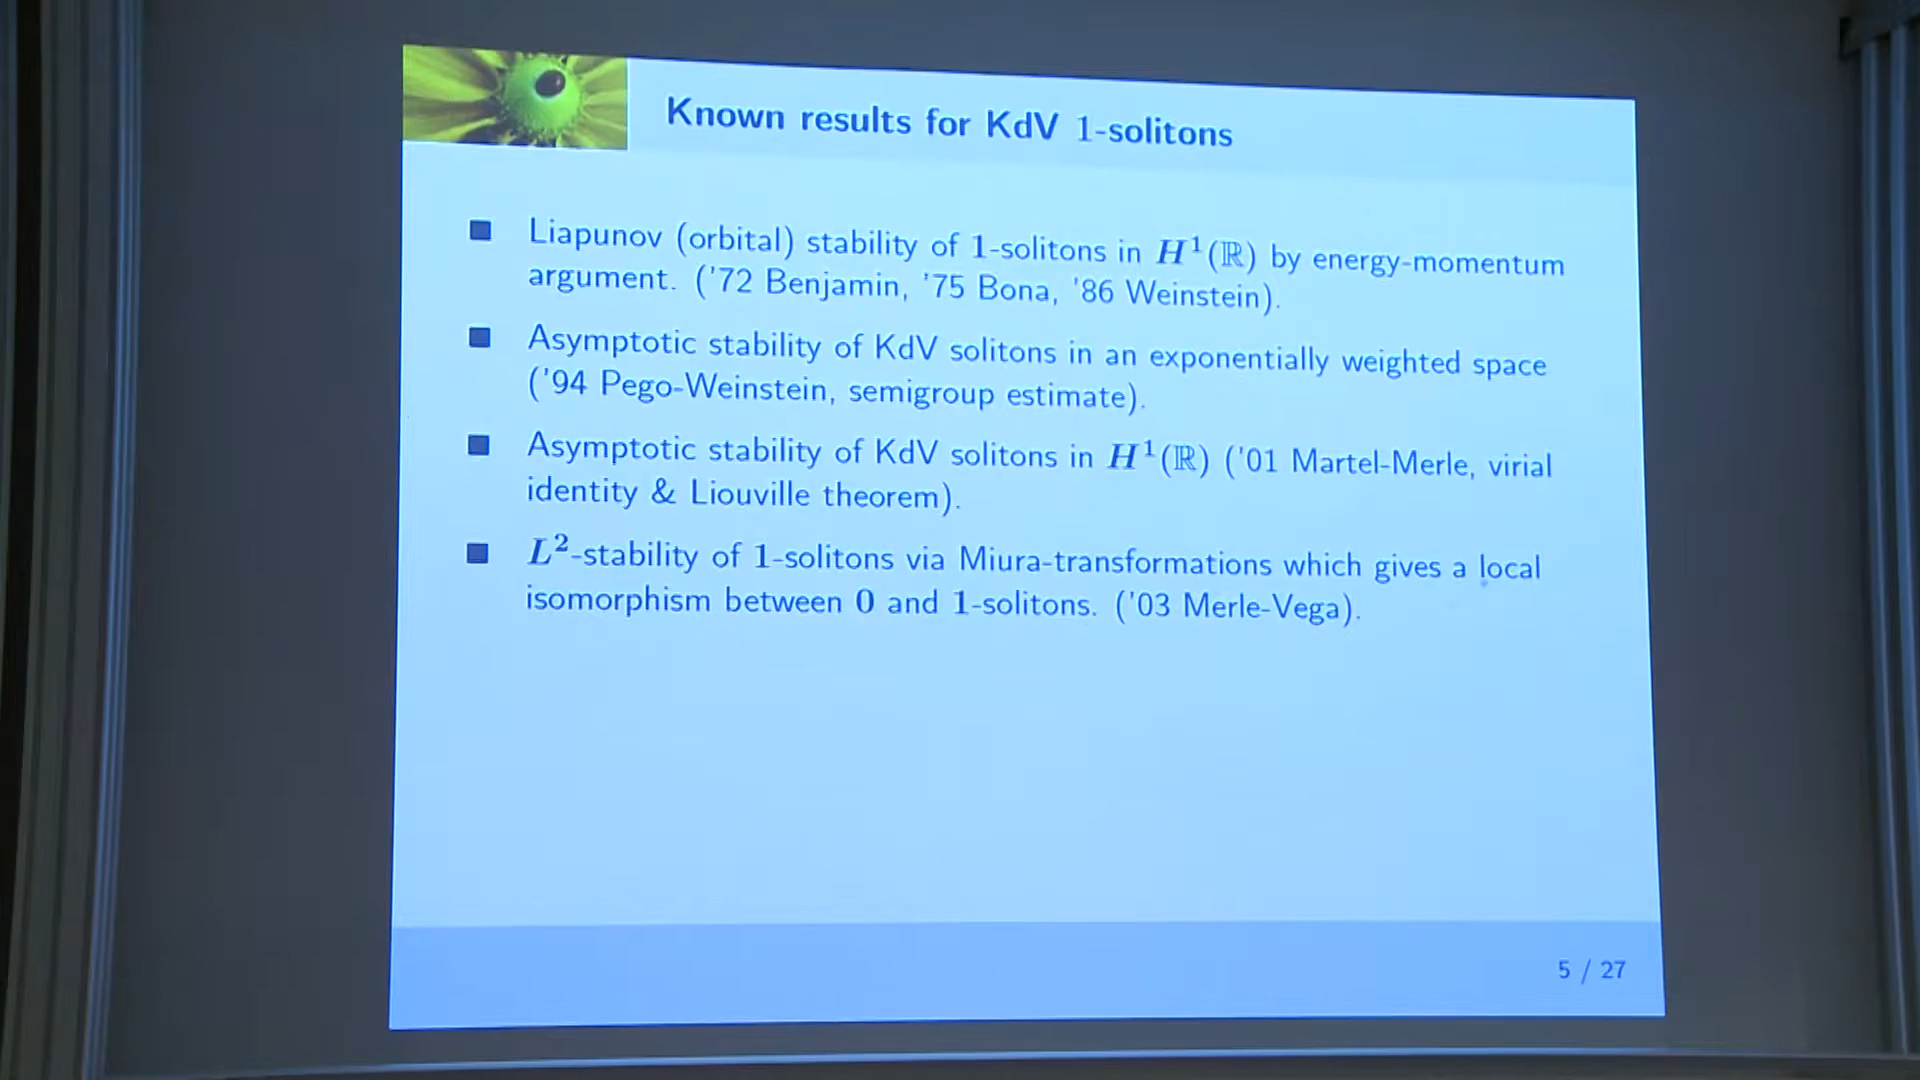 Known results for KdV 1-solitons
Liapunov (orbital) stability of 1-solitons in H¹(ℝ) by energy-momentum
argument. ('72 Benjamin, '75 Bona, '86 Weinstein).
Asymptotic stability of KdV solitons in an exponentially weighted space
('94 Pego-Weinstein, semigroup estimate).
Asymptotic stability of KdV solitons in H¹(ℝ) ('01 Martel-Merle, virial
identity & Liouville theorem).
L²-stability of 1-solitons via Miura-transformations which gives a local
isomorphism between 0 and 1-solitons. ('03 Merle-Vega).
5 / 27